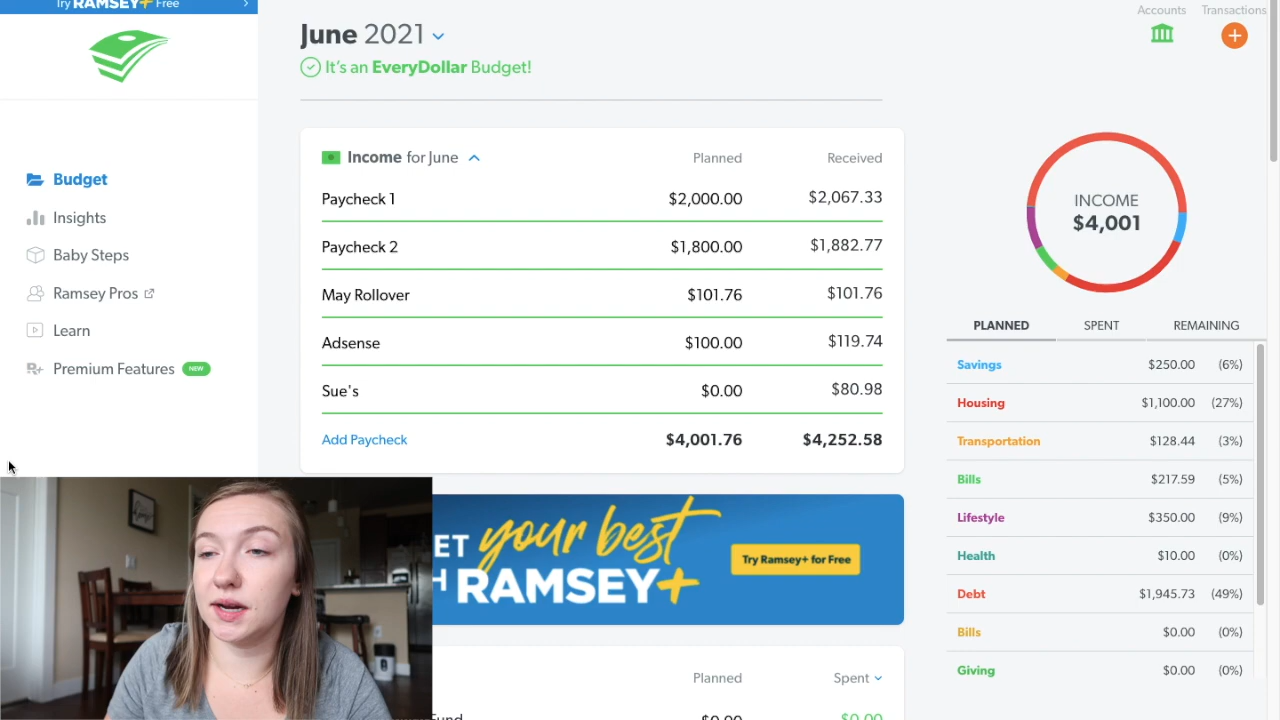 Try RAMSEY+ Free
Accounts
Transactions
June 2021
It's an EveryDollar Budget!
Budget
Insights
Baby Steps
Ramsey Pros
Learn
Premium Features NEW
Income for June Planned Received
Paycheck 1 $2,000.00 $2,067.33
Paycheck 2 $1,800.00 $1,882.77
May Rollover $101.76 $101.76
Adsense $100.00 $119.74
Sue's $0.00 $80.98
Add Paycheck $4,001.76 $4,252.58
INCOME
$4,001
PLANNED SPENT REMAINING
Savings $250.00 (6%)
Housing $1,100.00 (27%)
Transportation $128.44 (3%)
Bills $217.59 (5%)
Lifestyle $350.00 (9%)
Health $10.00 (0%)
Debt $1,945.73 (49%)
Bills $0.00 (0%)
Giving $0.00 (0%)
ET your best
H RAMSEY+
Try Ramsey+ for Free
Planned Spent
Fund $0.00 $0.00